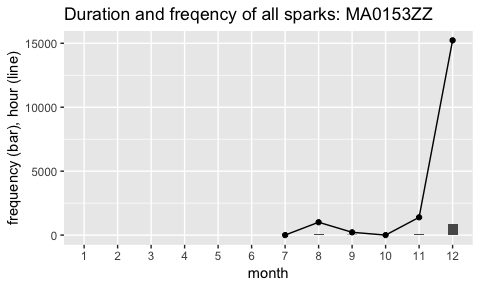 Duration and freqency of all sparks: MA0153ZZ
frequency (bar), hour (line)
15000
10000
5000
0
1 2 3 4 5 6 7 8 9 10 11 12
month